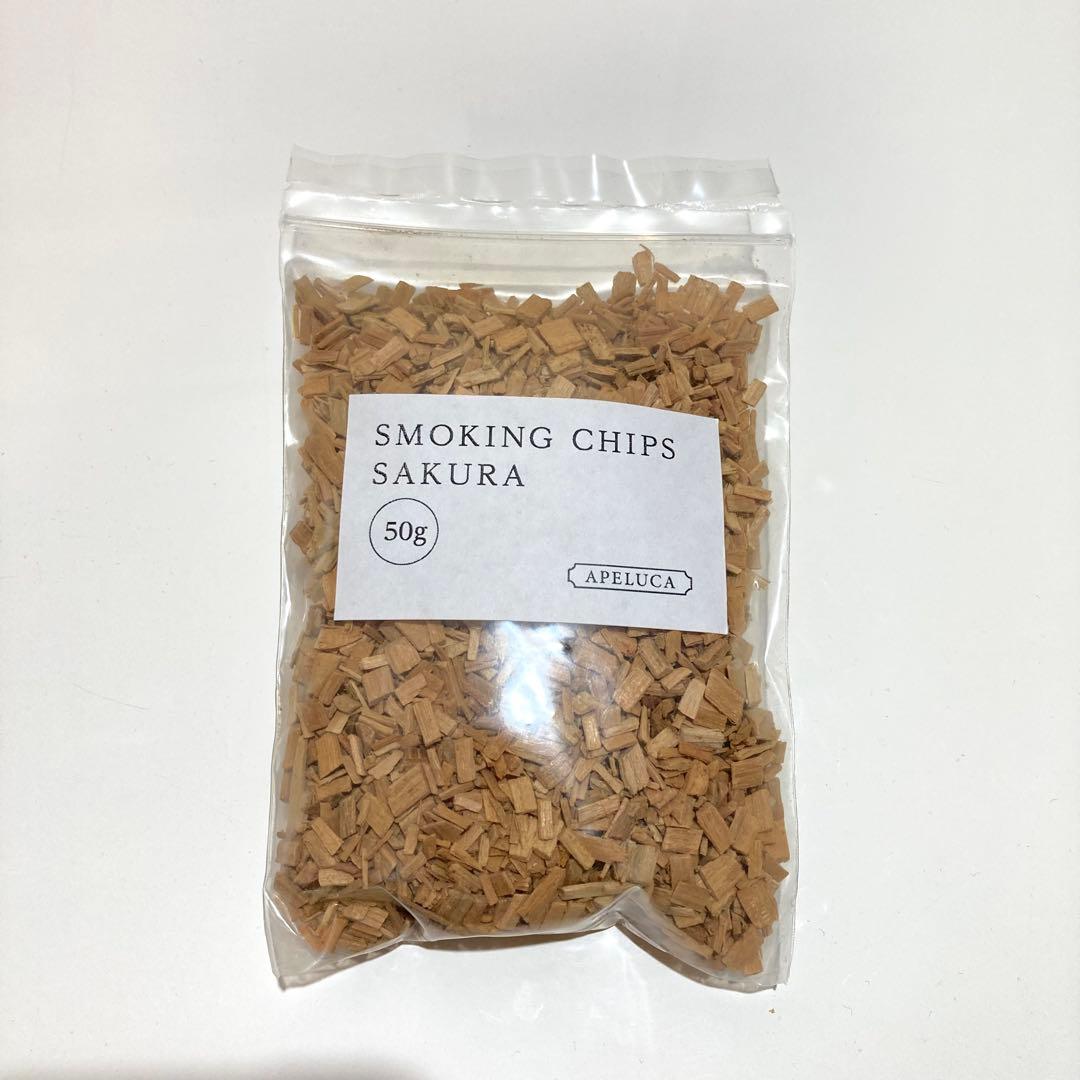 SMOKING CHIPS
SAKURA
50g
APELUCA